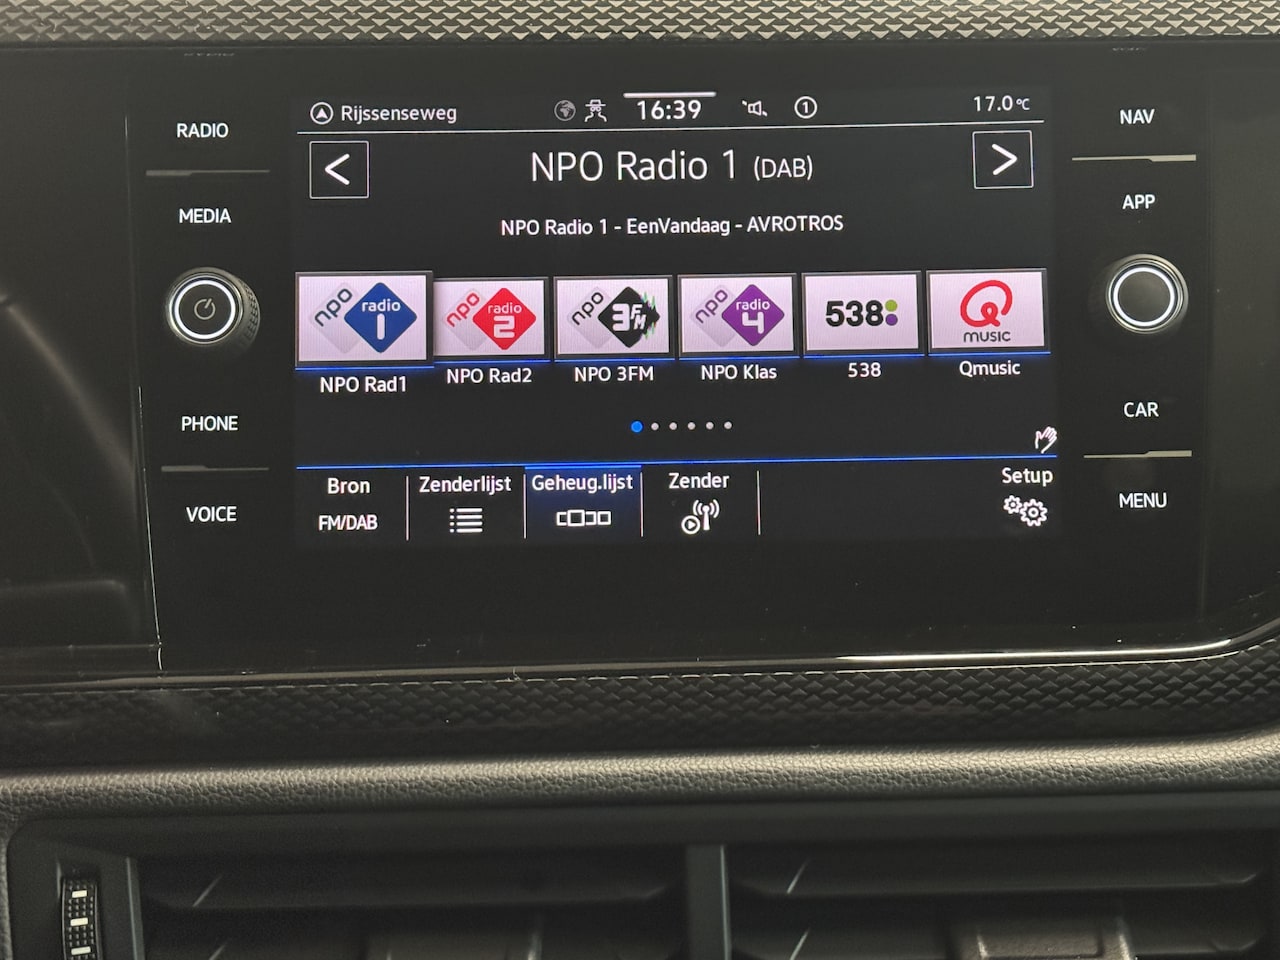 RADIO
MEDIA
PHONE
VOICE
Rijssenseweg
16:39
1
17.0°C
<
NPO Radio 1 (DAB)
>
NPO Radio 1 - EenVandaag - AVROTROS
npo radio 1
npo radio 2
npo 3FM
npo radio 4
538
Q MUSIC
NPO Rad1
NPO Rad2
NPO 3FM
NPO Klas
538
Qmusic
Bron
FM/DAB
Zenderlijst
Geheug.lijst
Zender
Setup
NAV
APP
CAR
MENU